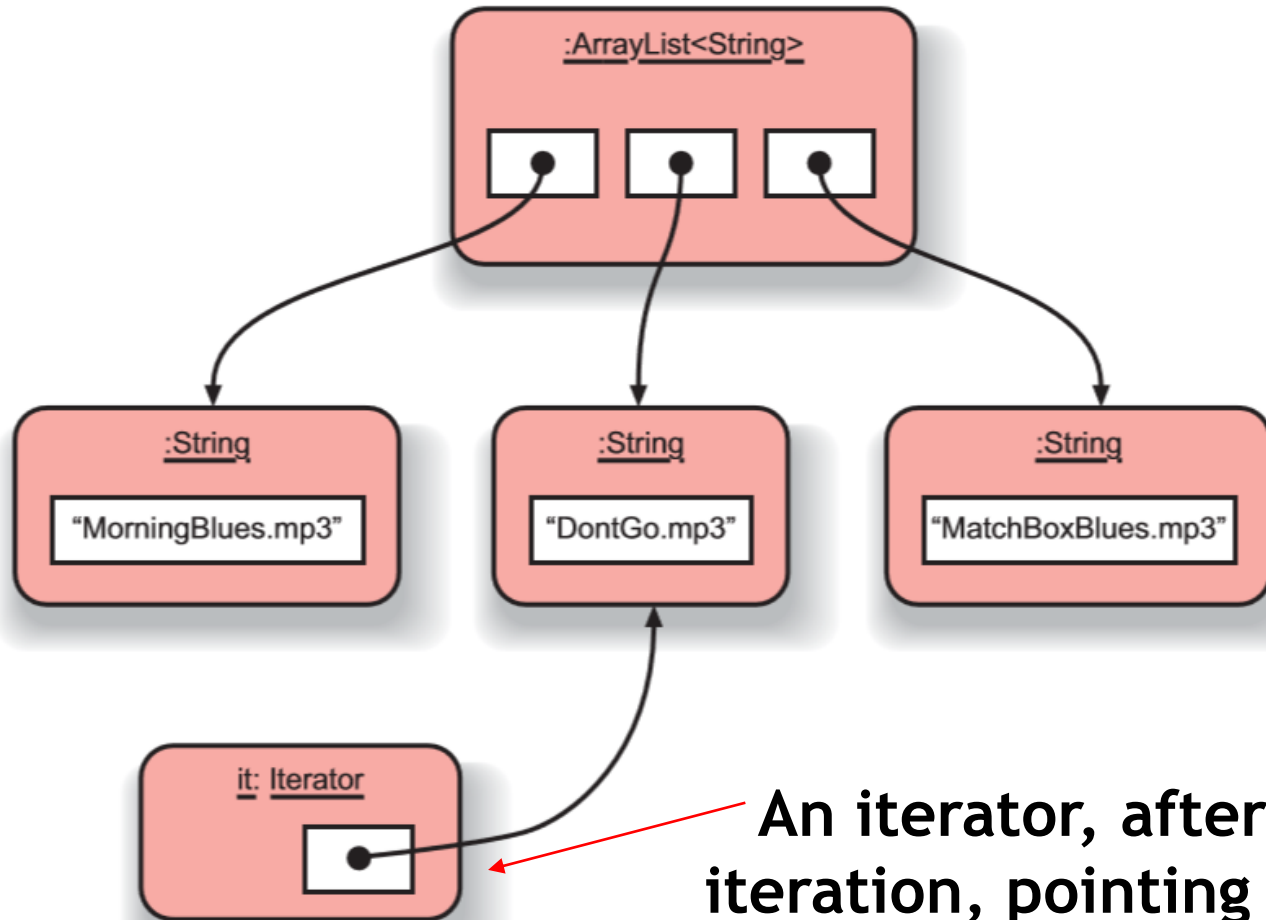 :ArrayList<String>
:String
:String
:String
“MorningBlues.mp3”
“DontGo.mp3”
“MatchBoxBlues.mp3”
it: Iterator
An iterator, after
iteration, pointing